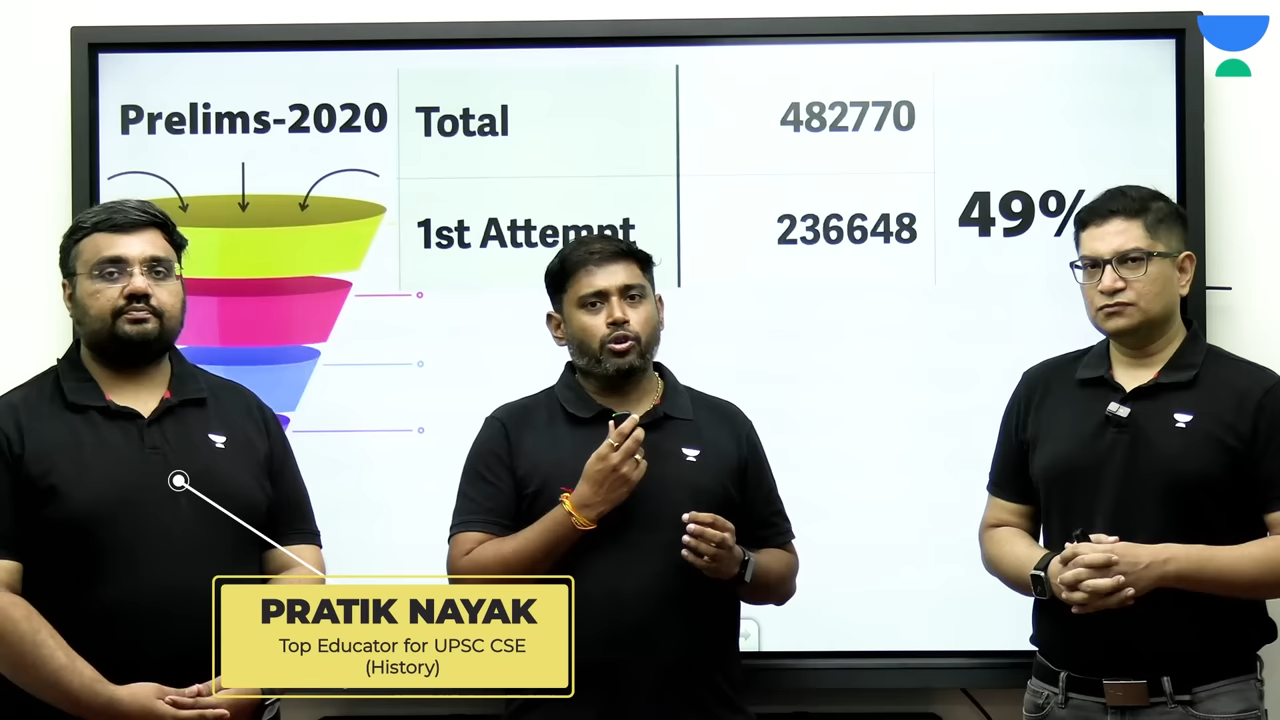 Prelims-2020
Total
482770
1st Attempt
236648
49%
PRATIK NAYAK
Top Educator for UPSC CSE
(History)